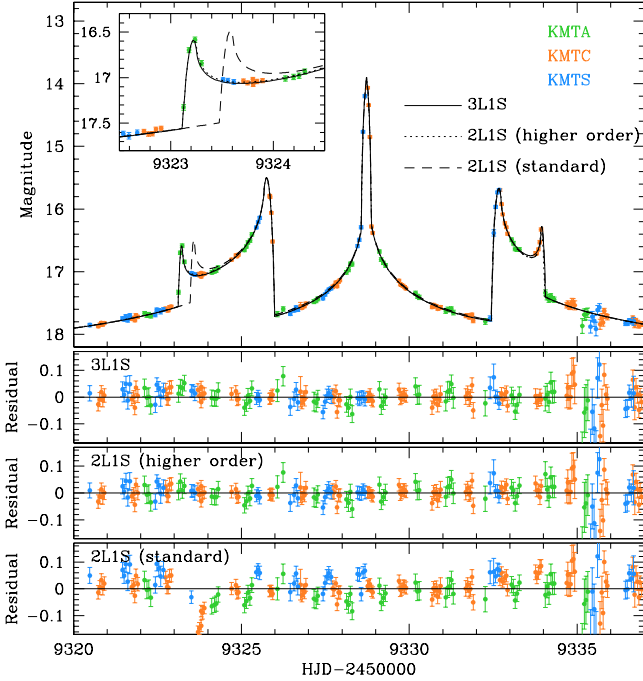 13
14
15
16
17
18
Magnitude
16.5
17
17.5
9323
9324
KMTA
KMTC
KMTS
3L1S
2L1S (higher order)
2L1S (standard)
Residual
0.1
0
−0.1
3L1S
Residual
0.1
0
−0.1
2L1S (higher order)
Residual
0.1
0
−0.1
2L1S (standard)
9320
9325
9330
9335
HJD−2450000